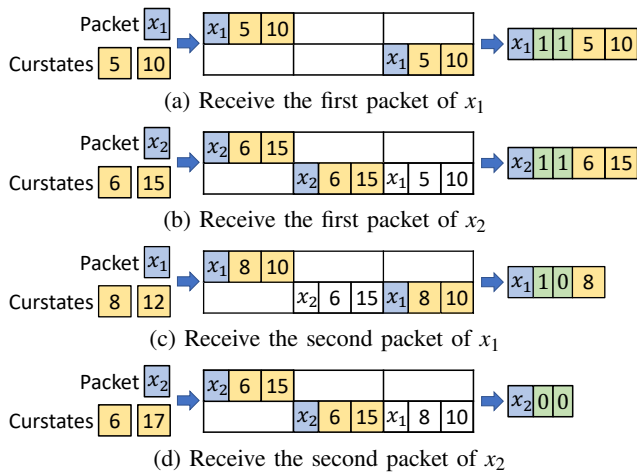 Packet x₁
x₁ 5 10
x₁ 1 1 5 10
Curstates 5 10
x₁ 5 10
(a) Receive the first packet of x₁
Packet x₂
x₂ 6 15
x₂ 1 1 6 15
Curstates 6 15
x₂ 6 15 x₁ 5 10
(b) Receive the first packet of x₂
Packet x₁
x₁ 8 10
x₁ 1 0 8
Curstates 8 12
x₂ 6 15 x₁ 8 10
(c) Receive the second packet of x₁
Packet x₂
x₂ 6 15
x₂ 0 0
Curstates 6 17
x₂ 6 15 x₁ 8 10
(d) Receive the second packet of x₂